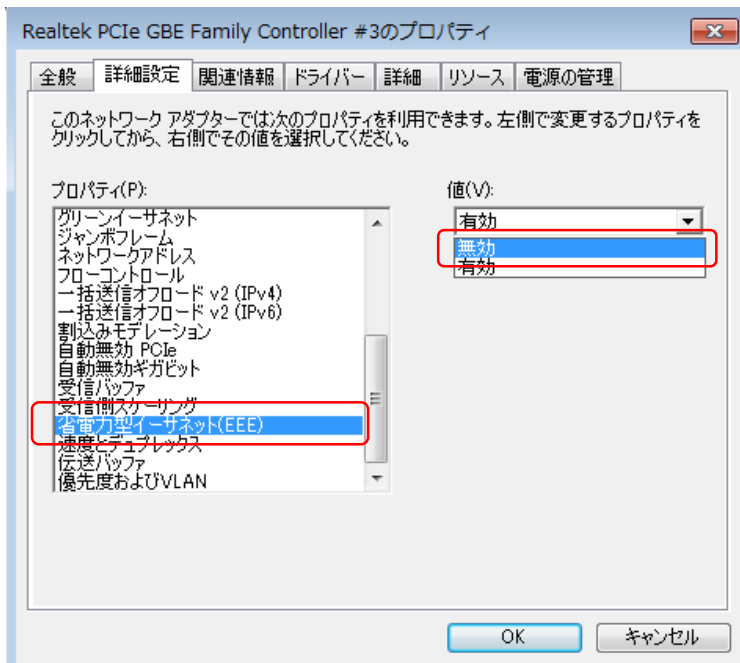 Realtek PCIe GBE Family Controller #3のプロパティ
全般 詳細設定 関連情報 ドライバー 詳細 リソース 電源の管理
このネットワーク アダプターでは次のプロパティを利用できます。左側で変更するプロパティを
クリックしてから、右側でその値を選択してください。
プロパティ(P):
グリーンイーサネット
ジャンボフレーム
ネットワークアドレス
フローコントロール
一括送信オフロード v2 (IPv4)
一括送信オフロード v2 (IPv6)
割込みモデレーション
自動無効 PCIe
自動無効ギガビット
受信バッファ
受信側スケーリング
省電力型イーサネット(EEE)
速度とデュプレックス
伝送バッファ
優先度およびVLAN
値(V):
有効
無効
有効
OK キャンセル